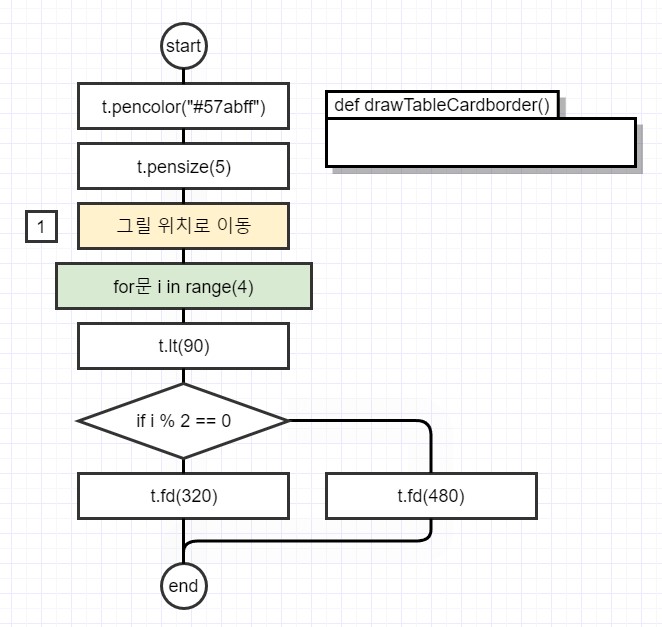 start
t.pencolor("#57abff")
def drawTableCardborder()
t.pensize(5)
1
그릴 위치로 이동
for문 i in range(4)
t.lt(90)
if i % 2 == 0
t.fd(320)
t.fd(480)
end